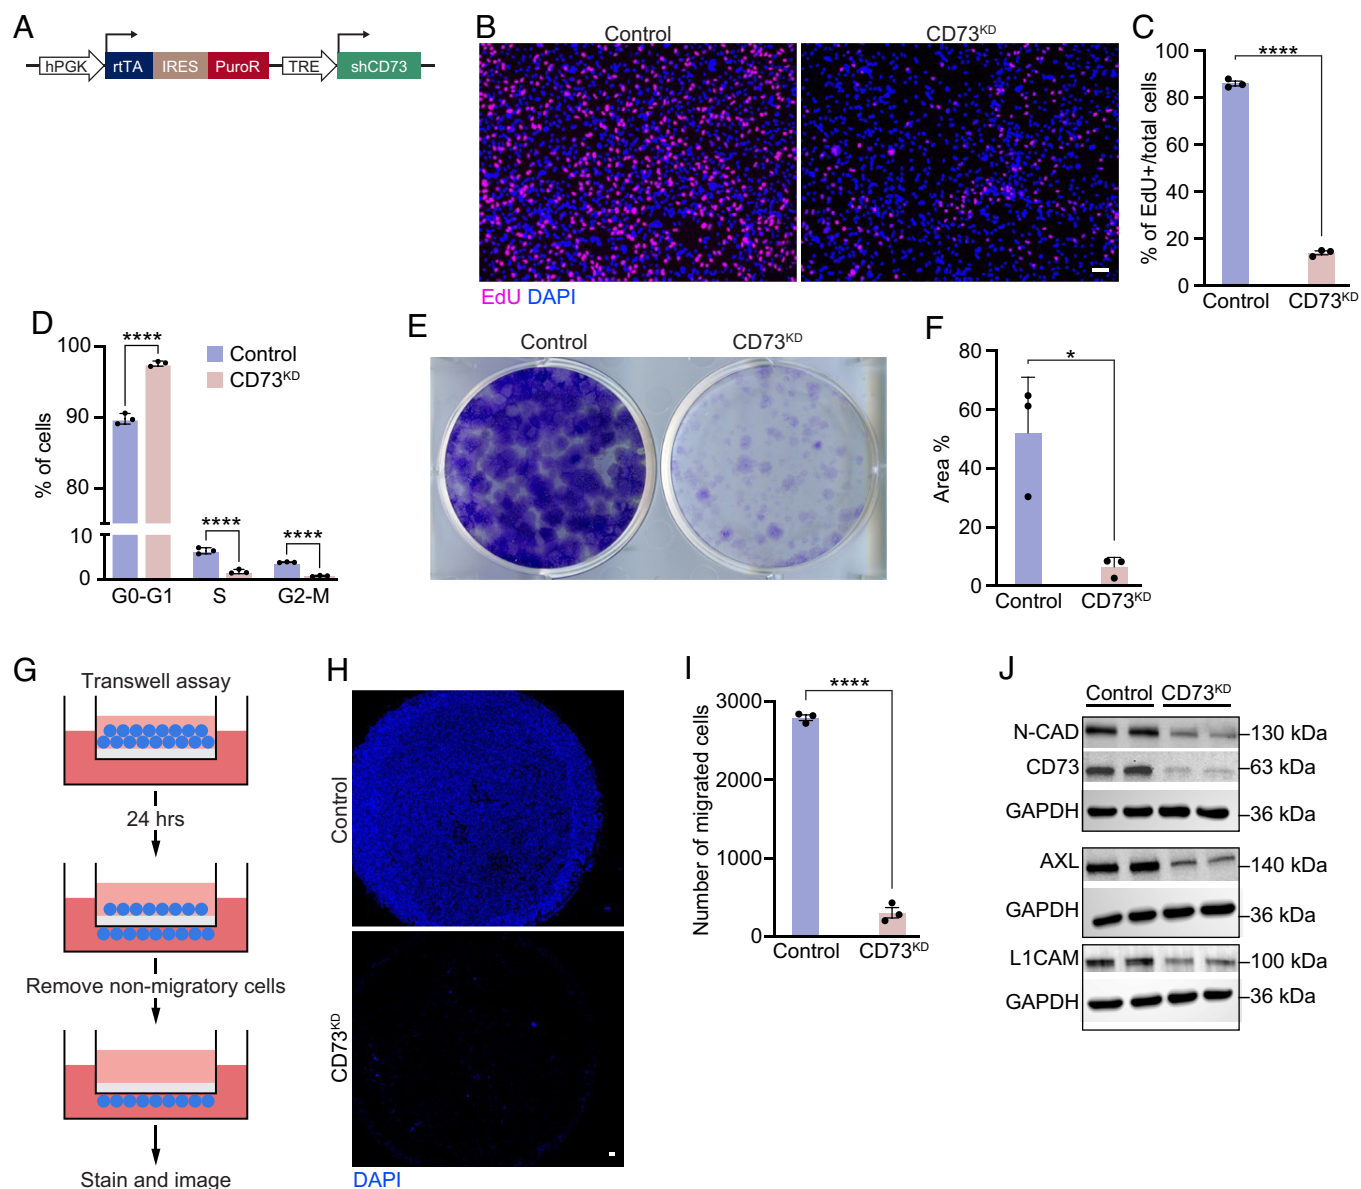 A
hPGK rtTA IRES PuroR TRE shCD73
B
Control CD73KD
EdU DAPI
C
% of EdU+/total cells
100
80
60
40
20
0
****
Control CD73KD
D
% of cells
100
90
80
10
0
****
****
****
Control
CD73KD
G0-G1 S G2-M
E
Control CD73KD
F
Area %
80
60
40
20
0
*
Control CD73KD
G
Transwell assay
24 hrs
Remove non-migratory cells
Stain and image
H
Control
CD73KD
DAPI
I
Number of migrated cells
3000
2000
1000
0
****
Control CD73KD
J
Control CD73KD
N-CAD 130 kDa
CD73 63 kDa
GAPDH 36 kDa
AXL 140 kDa
GAPDH 36 kDa
L1CAM 100 kDa
GAPDH 36 kDa